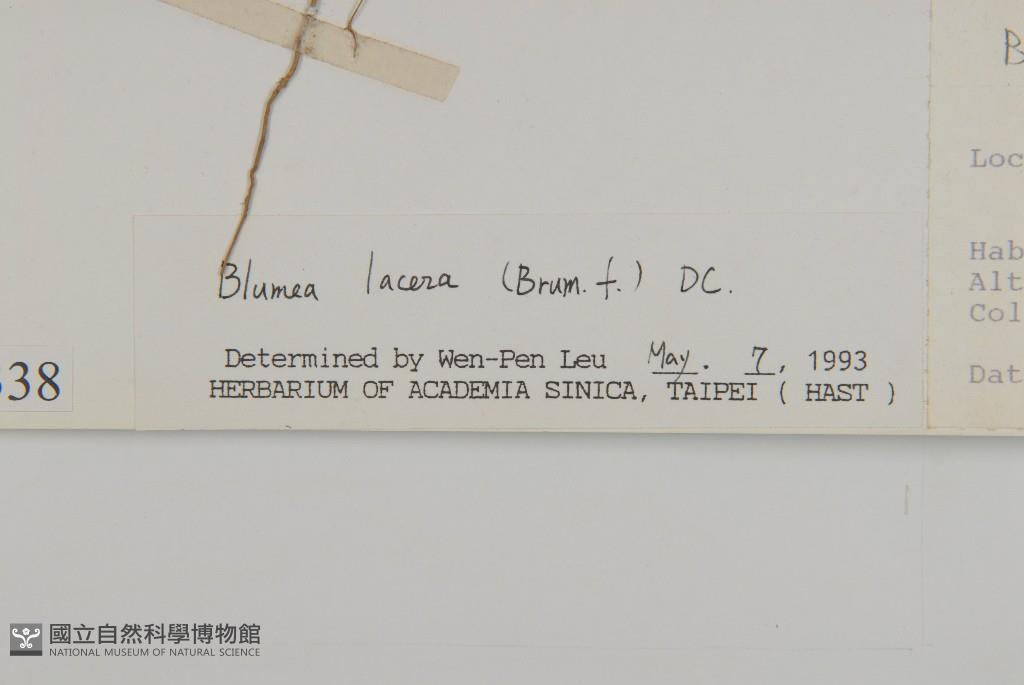 Blumea lacera (Brum. f.) DC.
Determined by Wen-Pen Leu May. 7, 1993
HERBARIUM OF ACADEMIA SINICA, TAIPEI ( HAST )
38
B
Loc
Hab
Alt
Col
Dat
國立自然科學博物館
NATIONAL MUSEUM OF NATURAL SCIENCE